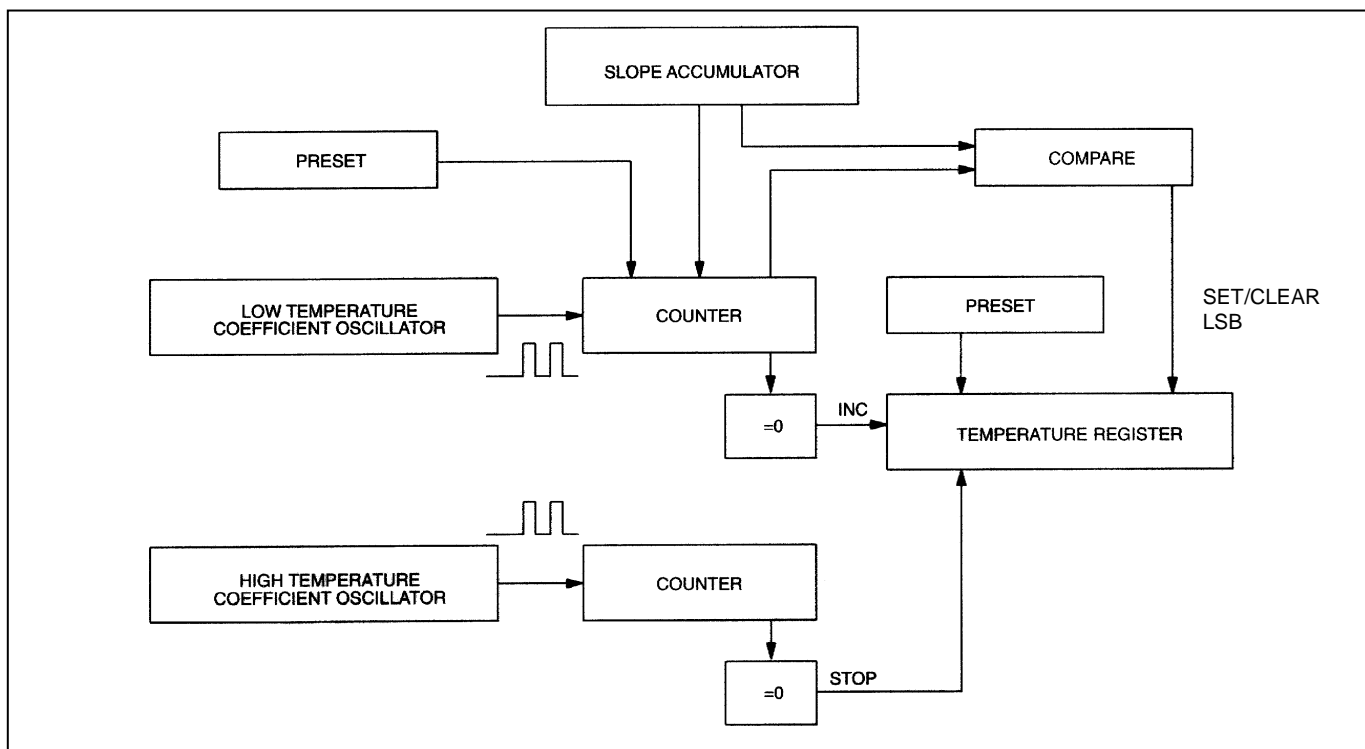 SLOPE ACCUMULATOR
PRESET
COMPARE
LOW TEMPERATURE
COEFFICIENT OSCILLATOR
COUNTER
PRESET
SET/CLEAR
LSB
=0
INC
TEMPERATURE REGISTER
HIGH TEMPERATURE
COEFFICIENT OSCILLATOR
COUNTER
=0
STOP